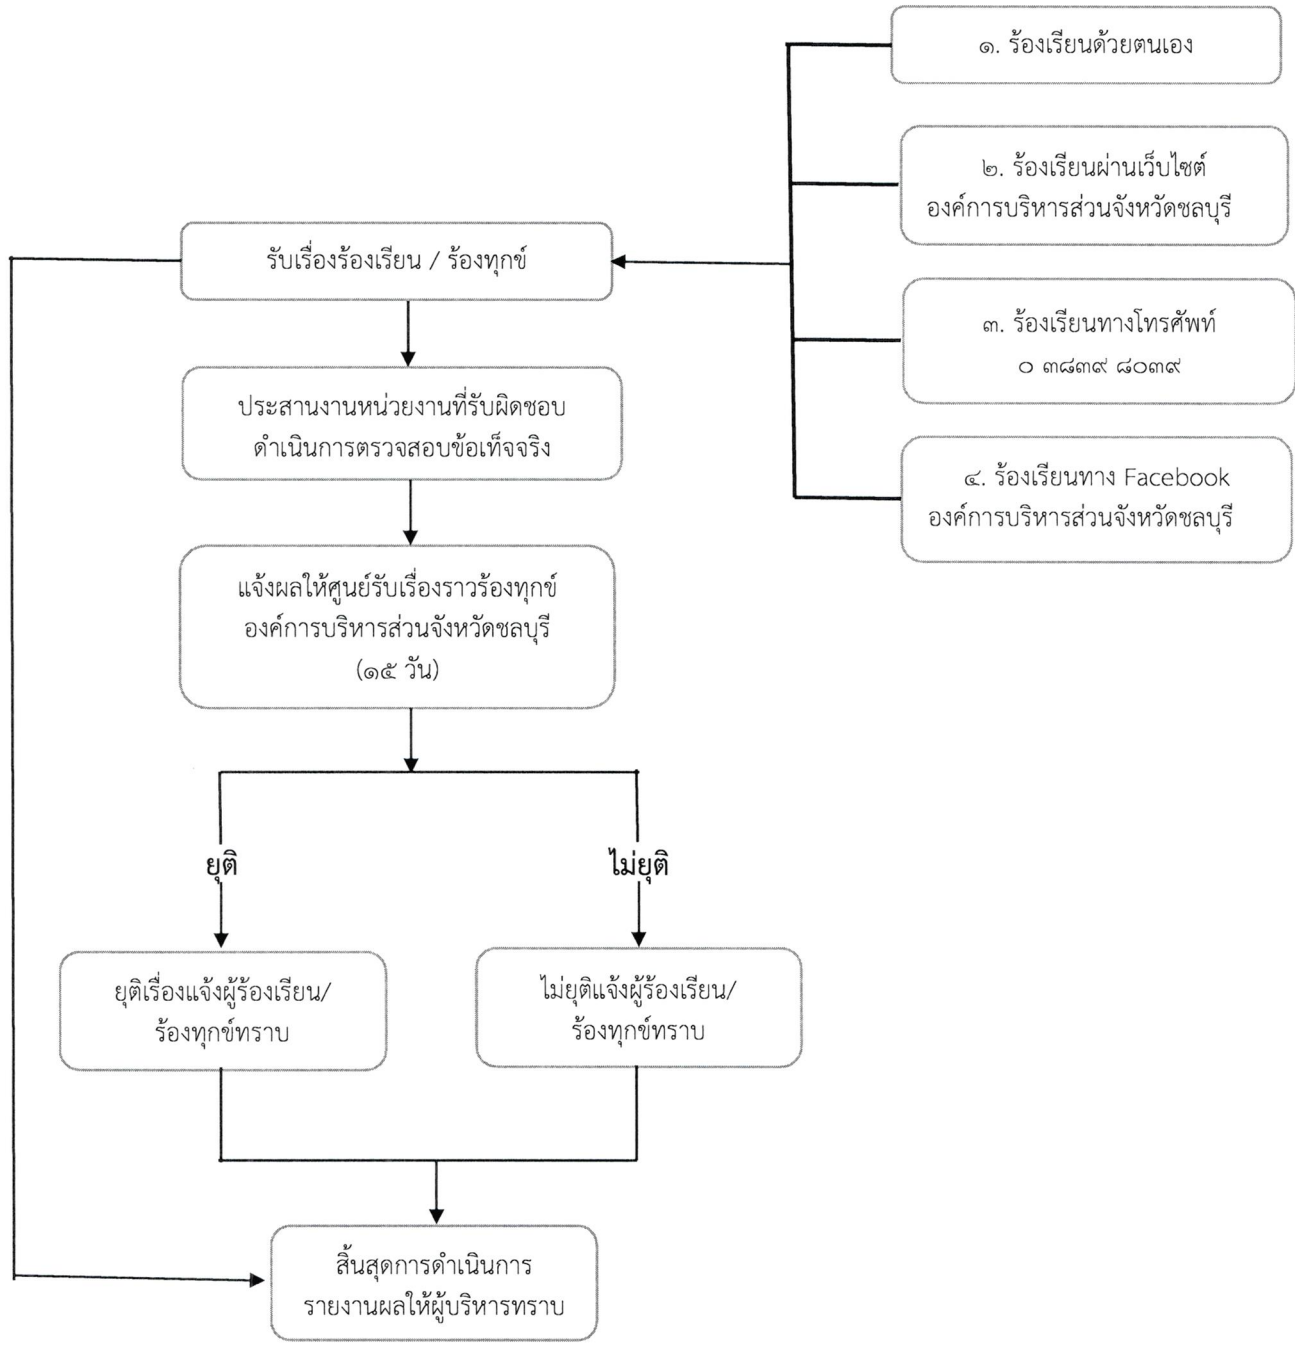 ๑. ร้องเรียนด้วยตนเอง
๒. ร้องเรียนผ่านเว็บไซต์
องค์การบริหารส่วนจังหวัดชลบุรี
รับเรื่องร้องเรียน / ร้องทุกข์
๓. ร้องเรียนทางโทรศัพท์
๐ ๓๘๓๙ ๘๐๓๙
ประสานงานหน่วยงานที่รับผิดชอบ
ดำเนินการตรวจสอบข้อเท็จจริง
๔. ร้องเรียนทาง Facebook
องค์การบริหารส่วนจังหวัดชลบุรี
แจ้งผลให้ศูนย์รับเรื่องราวร้องทุกข์
องค์การบริหารส่วนจังหวัดชลบุรี
(๑๕ วัน)
ยุติ
ไม่ยุติ
ยุติเรื่องแจ้งผู้ร้องเรียน/
ร้องทุกข์ทราบ
ไม่ยุติแจ้งผู้ร้องเรียน/
ร้องทุกข์ทราบ
สิ้นสุดการดำเนินการ
รายงานผลให้ผู้บริหารทราบ